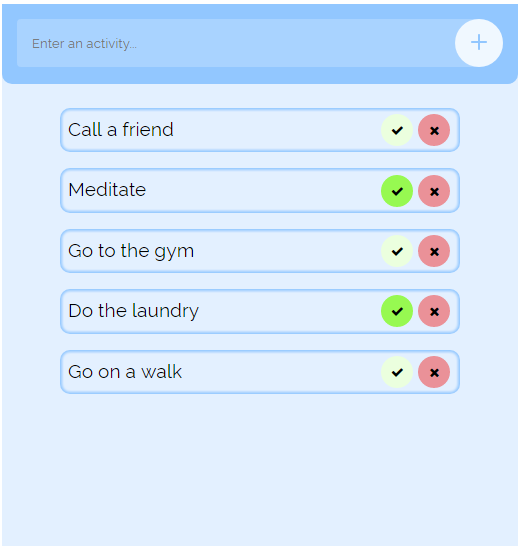 Enter an activity...
Call a friend
Meditate
Go to the gym
Do the laundry
Go on a walk